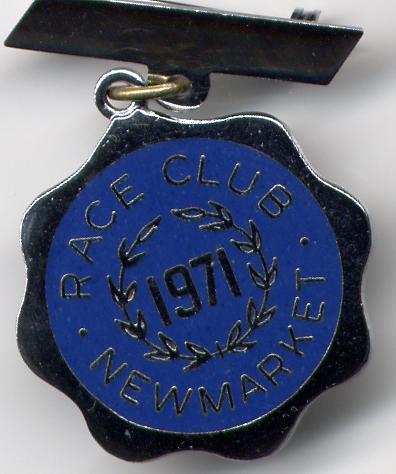 RACE CLUB
1971
· NEWMARKET ·